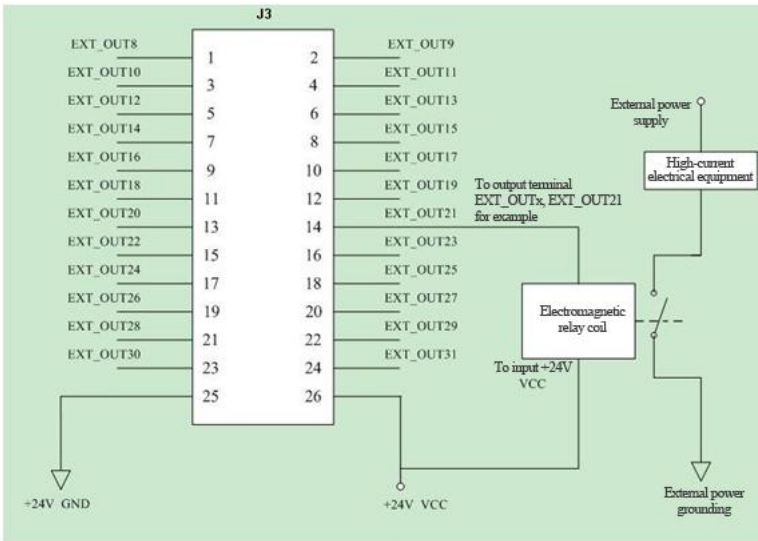 J3
EXT_OUT8 1 2 EXT_OUT9
EXT_OUT10 3 4 EXT_OUT11
EXT_OUT12 5 6 EXT_OUT13
EXT_OUT14 7 8 EXT_OUT15
EXT_OUT16 9 10 EXT_OUT17
EXT_OUT18 11 12 EXT_OUT19
EXT_OUT20 13 14 EXT_OUT21
EXT_OUT22 15 16 EXT_OUT23
EXT_OUT24 17 18 EXT_OUT25
EXT_OUT26 19 20 EXT_OUT27
EXT_OUT28 21 22 EXT_OUT29
EXT_OUT30 23 24 EXT_OUT31
25 26
+24V GND
+24V VCC
To output terminal
EXT_OUTx, EXT_OUT21
for example
Electromagnetic
relay coil
To input +24V
VCC
External power
supply
High-current
electrical equipment
External power
grounding